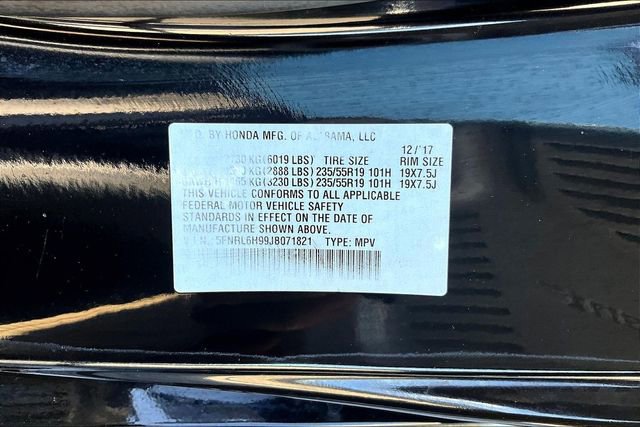 BY HONDA MFG. OF ALABAMA, LLC
12/'17
(6019 LBS) TIRE SIZE RIM SIZE
KG (2888 LBS) 235/55R19 101H 19X7.5J
KG (3230 LBS) 235/55R19 101H 19X7.5J
THIS VEHICLE CONFORMS TO ALL APPLICABLE
FEDERAL MOTOR VEHICLE SAFETY
STANDARDS IN EFFECT ON THE DATE OF
MANUFACTURE SHOWN ABOVE.
5FNRL6H99JB071821 TYPE: MPV